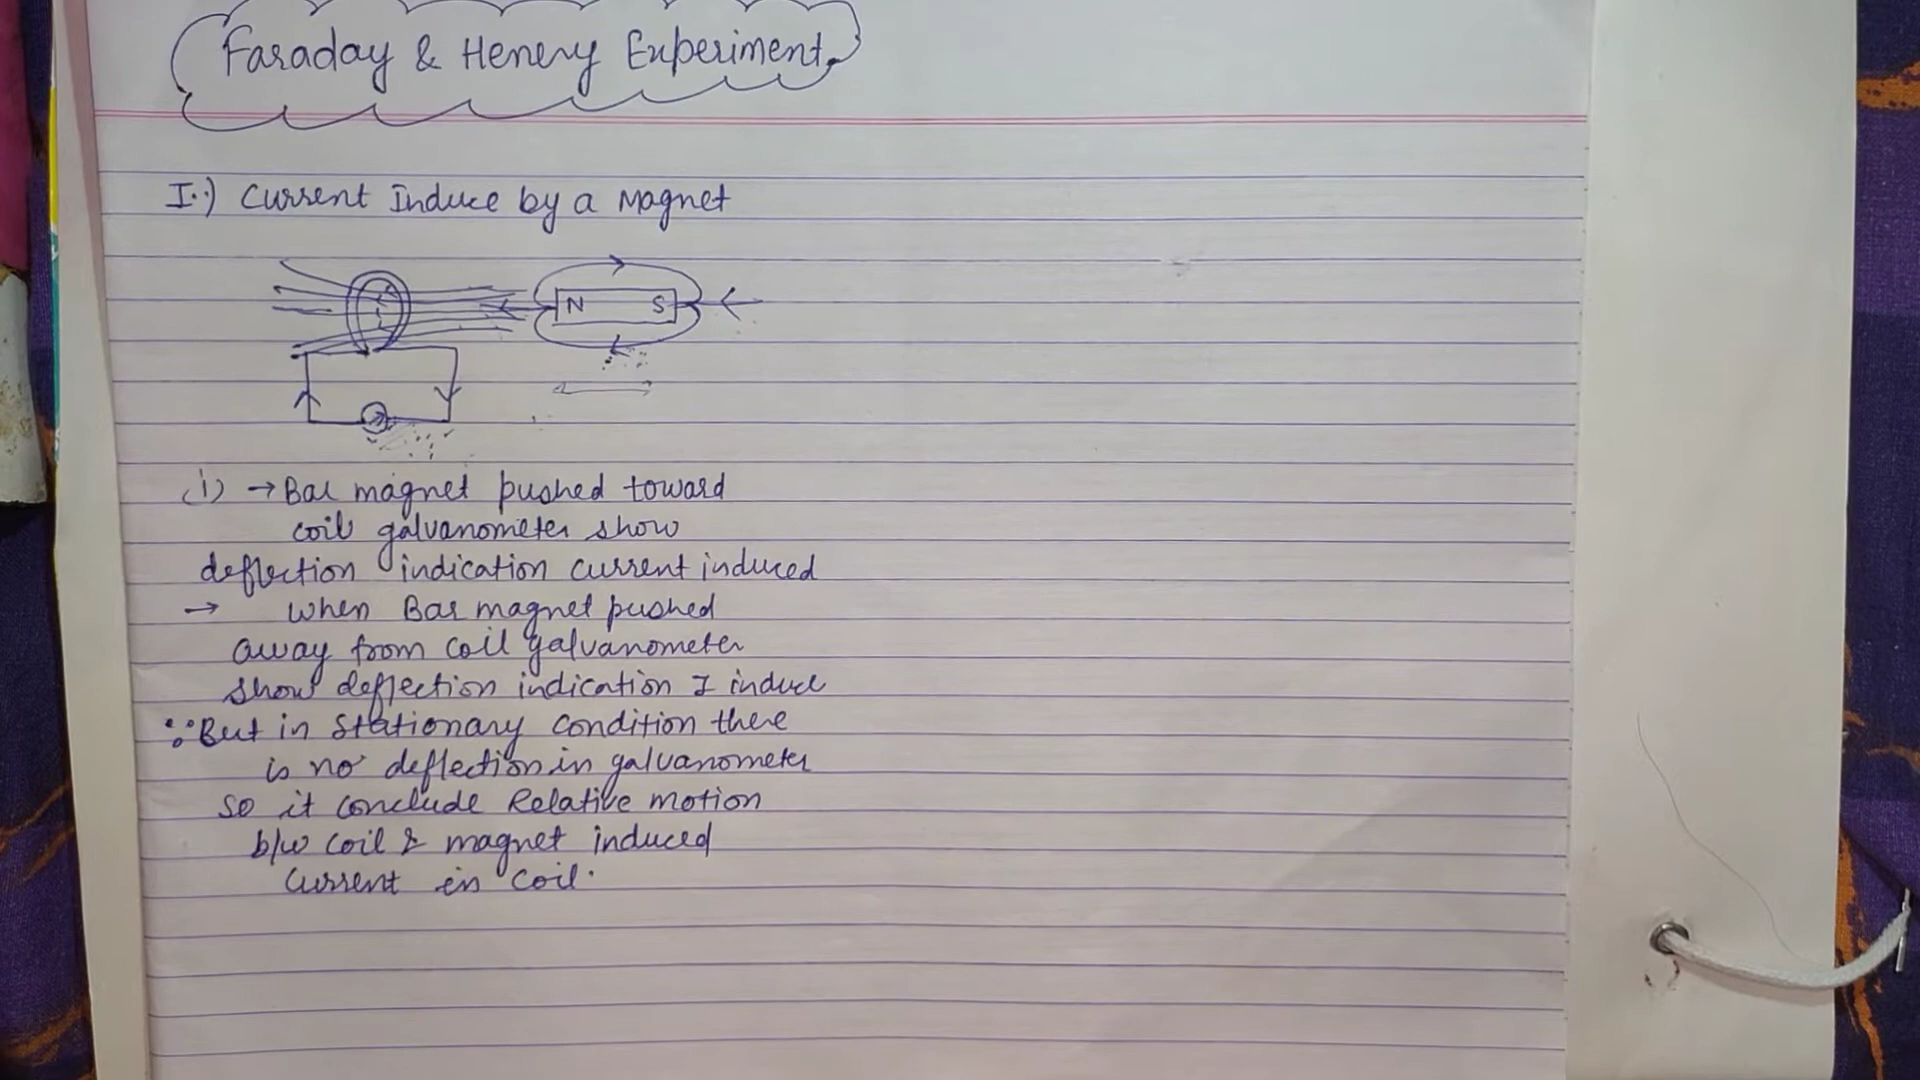 Faraday & Henery Experiment.
I.) Current Induce by a Magnet
N S
(i) → Bar magnet pushed toward
coil galvanometer show
deflection indication current induced
→ when Bar magnet pushed
away from coil galvanometer
show deflection indication I induce
But in Stationary condition there
is no deflection in galvanometer
so it conclude Relative motion
b/w coil & magnet induced
current in coil.